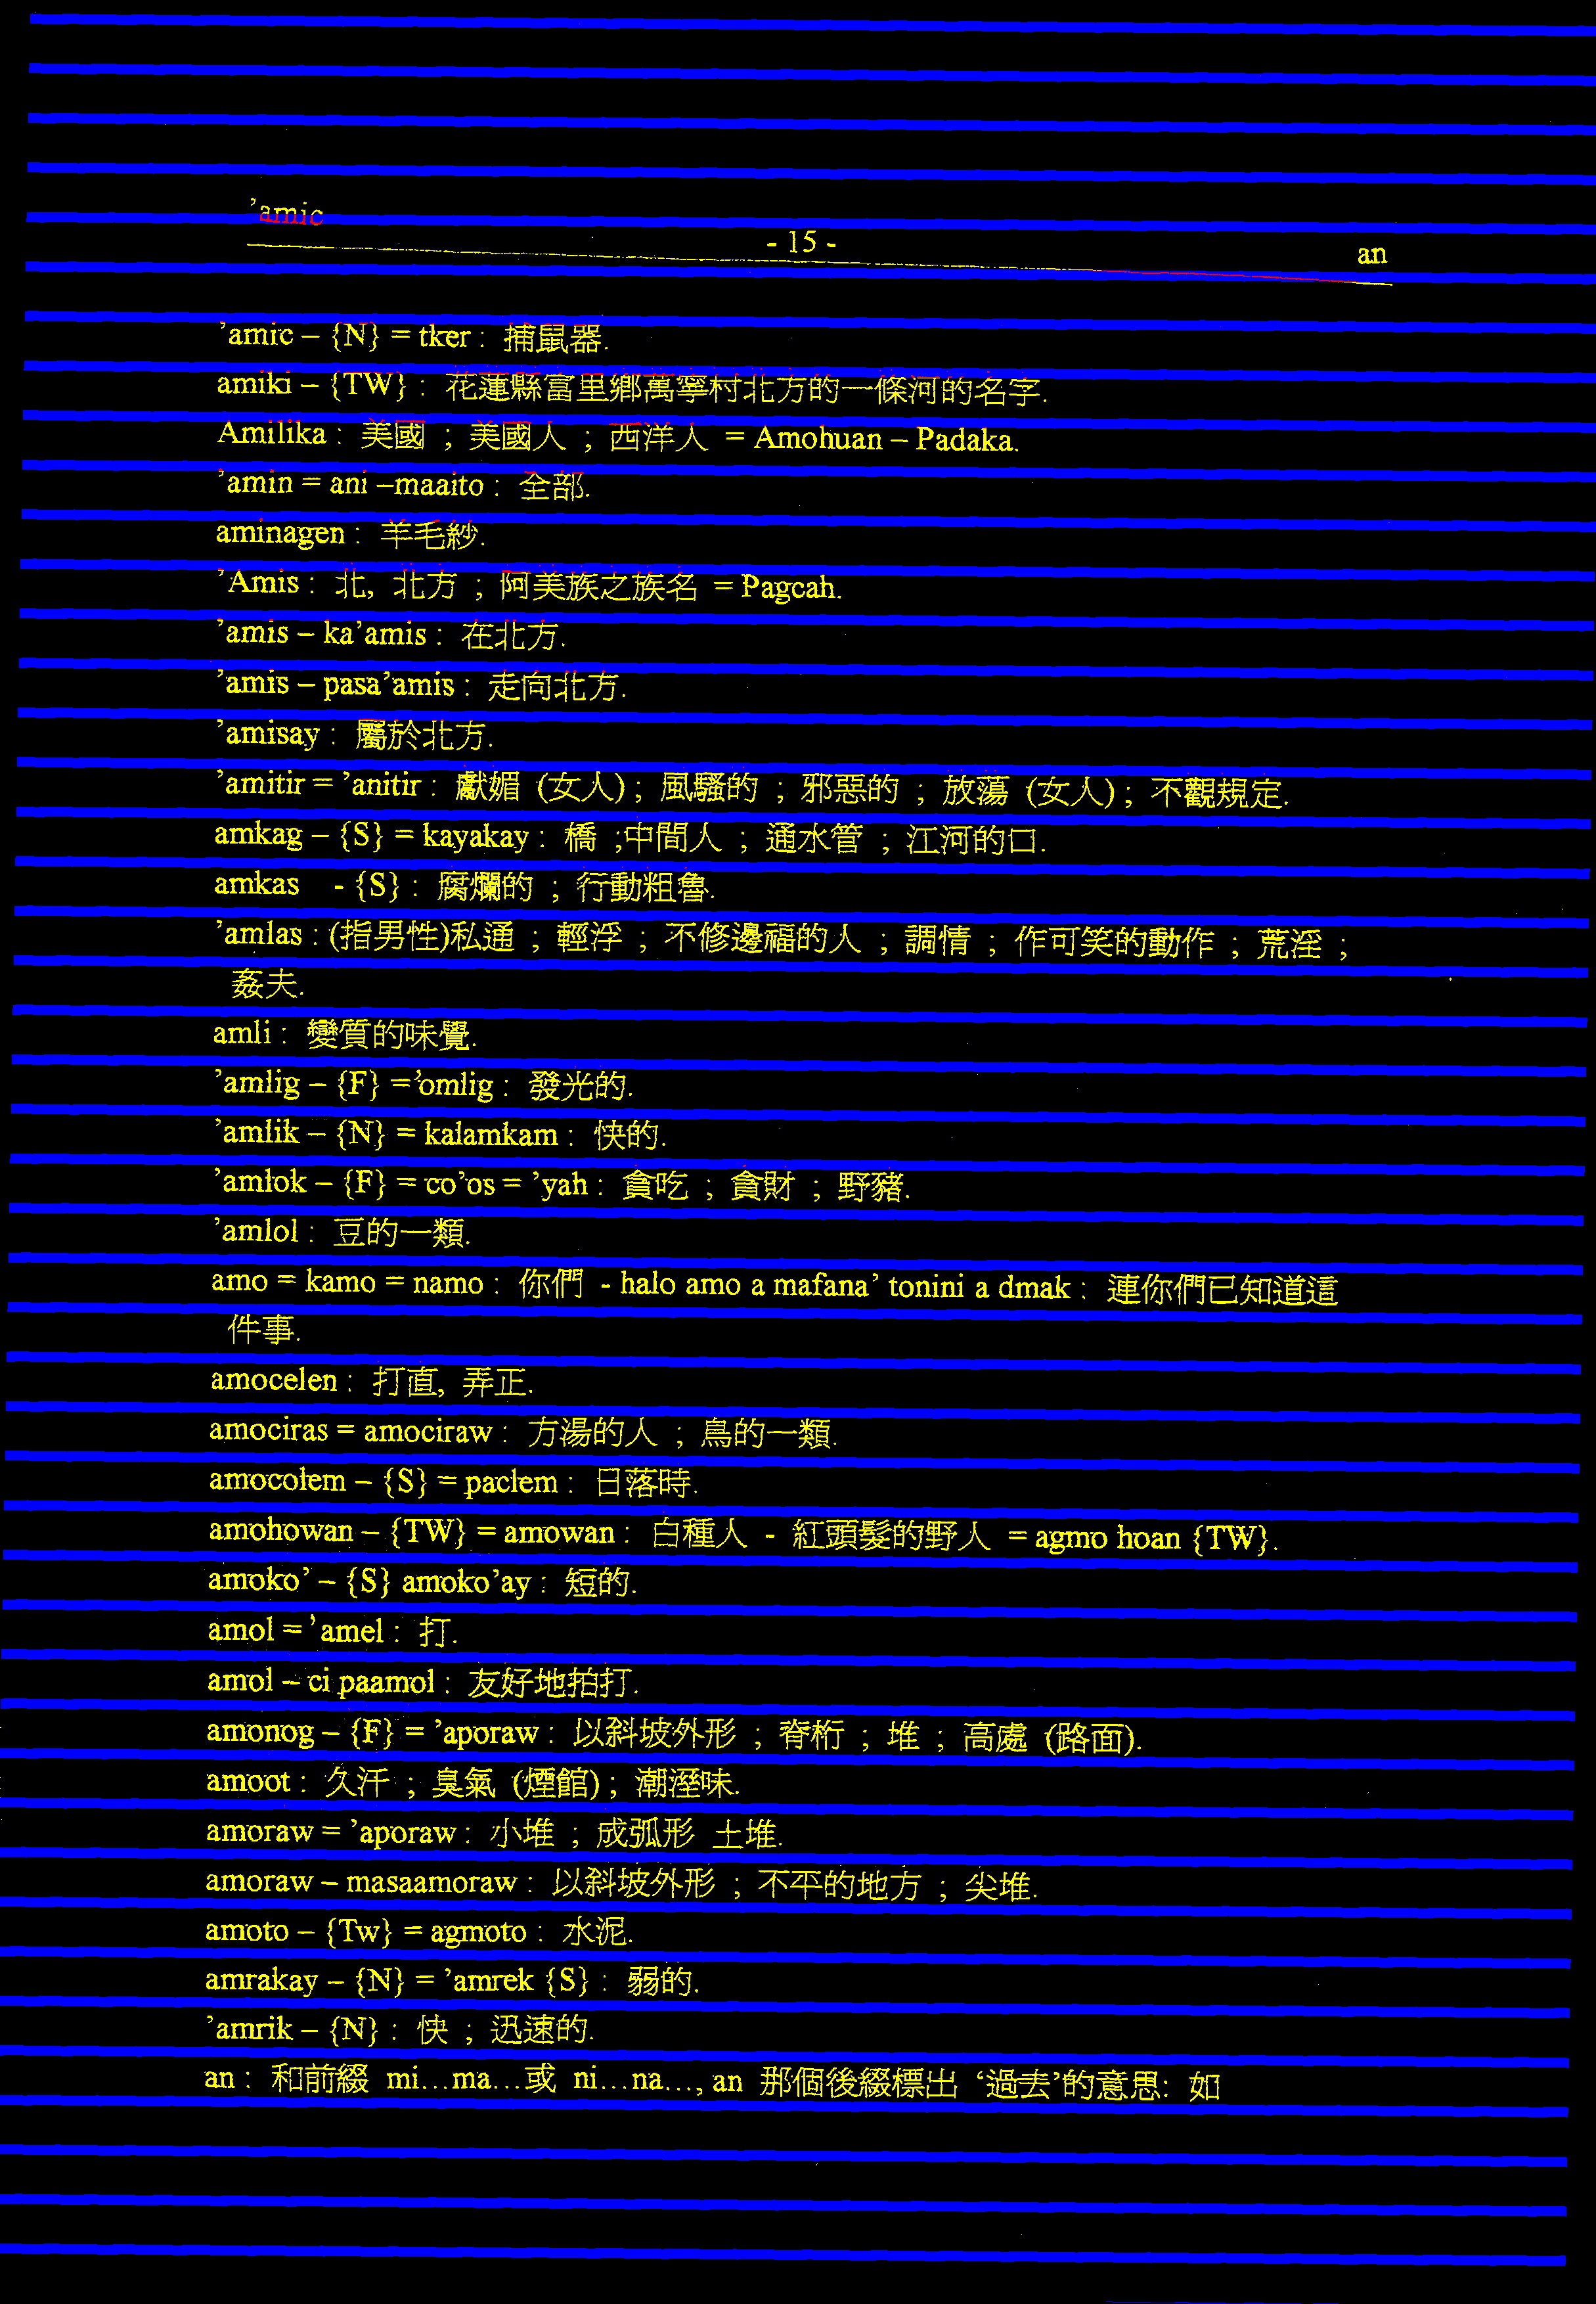 ’amic
- 15 -
an
’amic – {N} = tker : 捕鼠器.
amiki – {TW} : 花蓮縣富里鄉萬寧村北方的一條河的名字.
Amilika : 美國 ; 美國人 ; 西洋人 = Amohuan – Padaka.
’amin = ani –maaito : 全部.
aminagen : 羊毛紗.
’Amis : 北, 北方 ; 阿美族之族名 = Pagcah.
’amis – ka’amis : 在北方.
’amis – pasa’amis : 走向北方.
’amisay : 屬於北方.
’amitir = ’anitir : 獻媚 (女人) ; 風騷的 ; 邪惡的 ; 放蕩 (女人) ; 不觀規定.
amkag – {S} = kayakay : 橋 ;中間人 ; 通水管 ; 江河的口.
amkas - {S} : 腐爛的 ; 行動粗魯.
’amlas : (指男性)私通 ; 輕浮 ; 不修邊福的人 ; 調情 ; 作可笑的動作 ; 荒淫 ;
姦夫.
amli : 變質的味覺.
’amlig – {F} =’omlig : 發光的.
’amlik – {N} = kalamkam : 快的.
’amlok – {F} = co’os = ’yah : 貪吃 ; 貪財 ; 野豬.
’amlol : 豆的一類.
amo = kamo = namo : 你們 - halo amo a mafana’ tonini a dmak : 連你們已知道這
件事.
amocelen : 打直, 弄正.
amociras = amociraw : 方湯的人 ; 鳥的一類.
amocolem – {S} = paclem : 日落時.
amohowan – {TW} = amowan : 白種人 - 紅頭髮的野人 = agmo hoan {TW}.
amoko’ – {S} amoko’ay : 短的.
amol = ’amel : 打.
amol – ci paamol : 友好地拍打.
amonog – {F} = ’aporaw : 以斜坡外形 ; 脊桁 ; 堆 ; 高處 (路面).
amoot : 久汗 ; 臭氣 (煙館) ; 潮溼味.
amoraw = ’aporaw : 小堆 ; 成弧形 土堆.
amoraw – masaamoraw : 以斜坡外形 ; 不平的地方 ; 尖堆.
amoto – {Tw} = agmoto : 水泥.
amrakay – {N} = ’amrek {S} : 弱的.
’amrik – {N} : 快 ; 迅速的.
an : 和前綴 mi…ma…或 ni…na…, an 那個後綴標出 ‘過去’的意思: 如